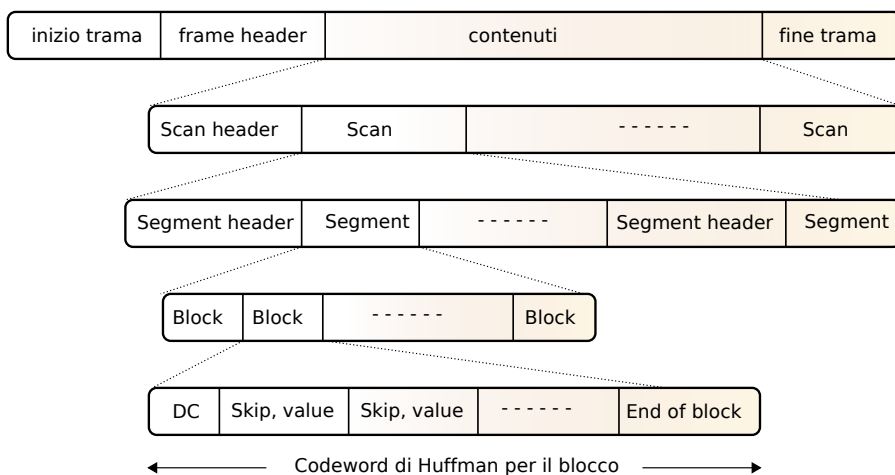 inizio trama frame header contenuti fine trama
Scan header Scan ------ Scan
Segment header Segment ------ Segment header Segment
Block Block ------ Block
DC Skip, value Skip, value ------ End of block
Codeword di Huffman per il blocco